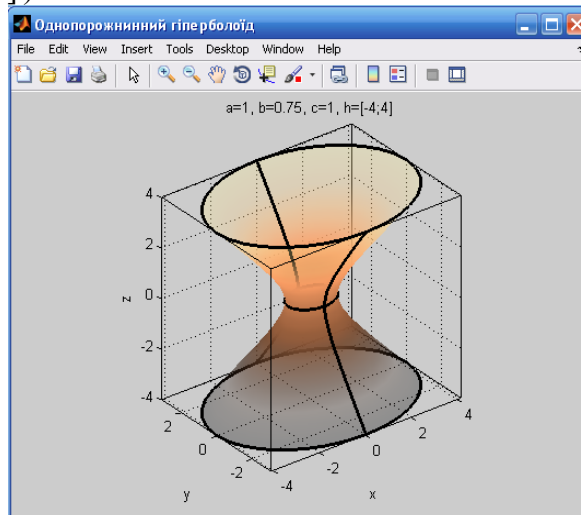 Однопорожнинний гіперболоїд
File Edit View Insert Tools Desktop Window Help
a=1, b=0.75, c=1, h=[-4;4]
4
2
0
-2
-4
z
2
0
-2
y
-4
-2
0
2
4
x